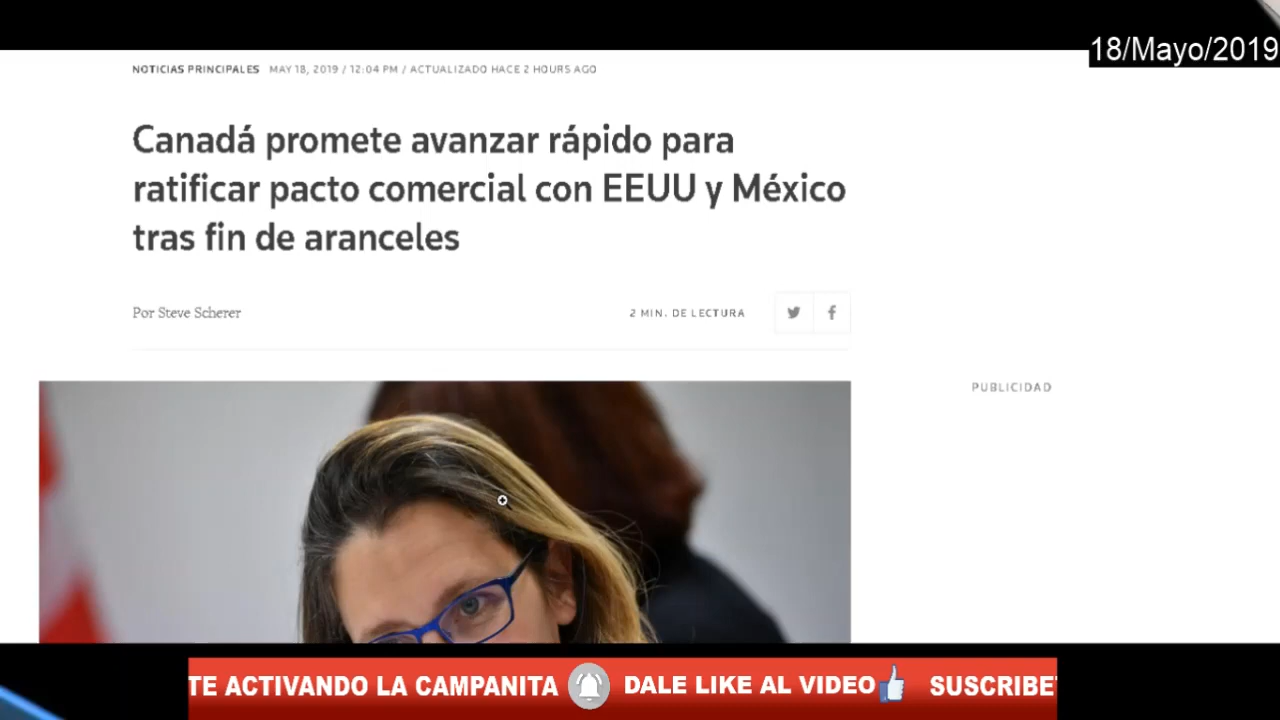 18/Mayo/2019
NOTICIAS PRINCIPALES MAY 18, 2019 / 12:04 PM / ACTUALIZADO HACE 2 HOURS AGO
Canadá promete avanzar rápido para
ratificar pacto comercial con EEUU y México
tras fin de aranceles
Por Steve Scherer
2 MIN. DE LECTURA
PUBLICIDAD
TE ACTIVANDO LA CAMPANITA DALE LIKE AL VIDEO SUSCRIBE